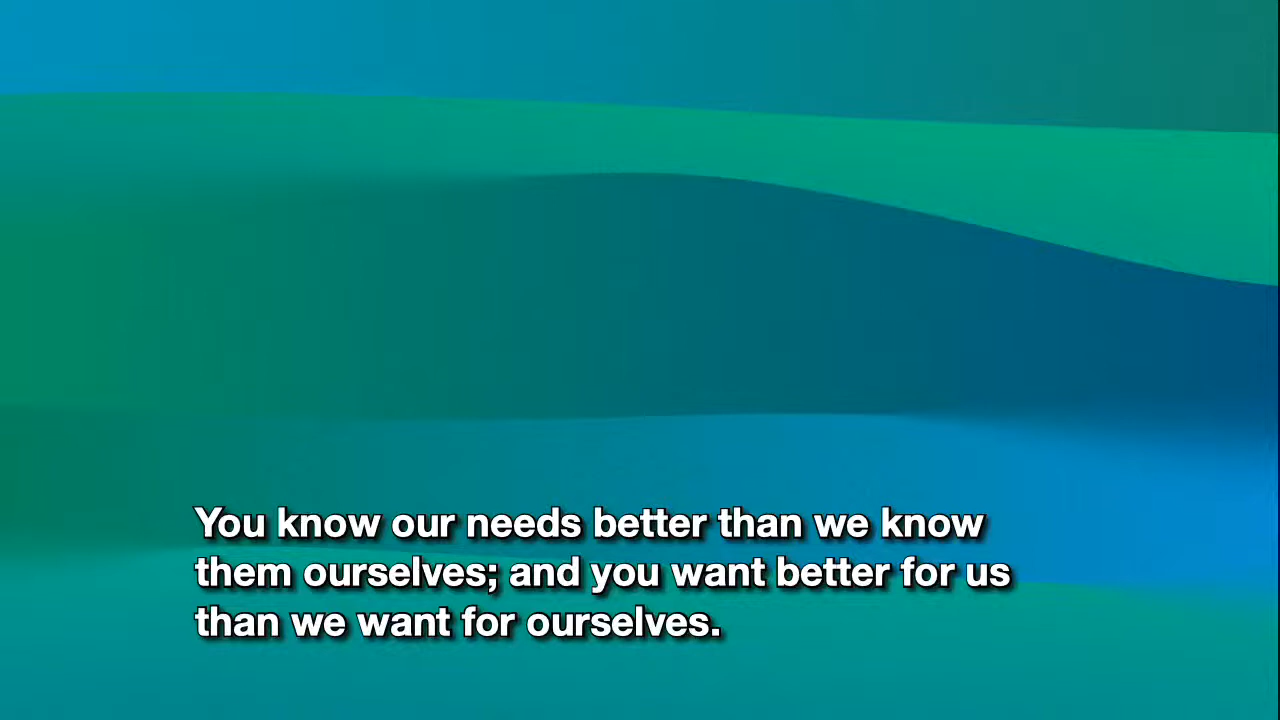 You know our needs better than we know
them ourselves; and you want better for us
than we want for ourselves.